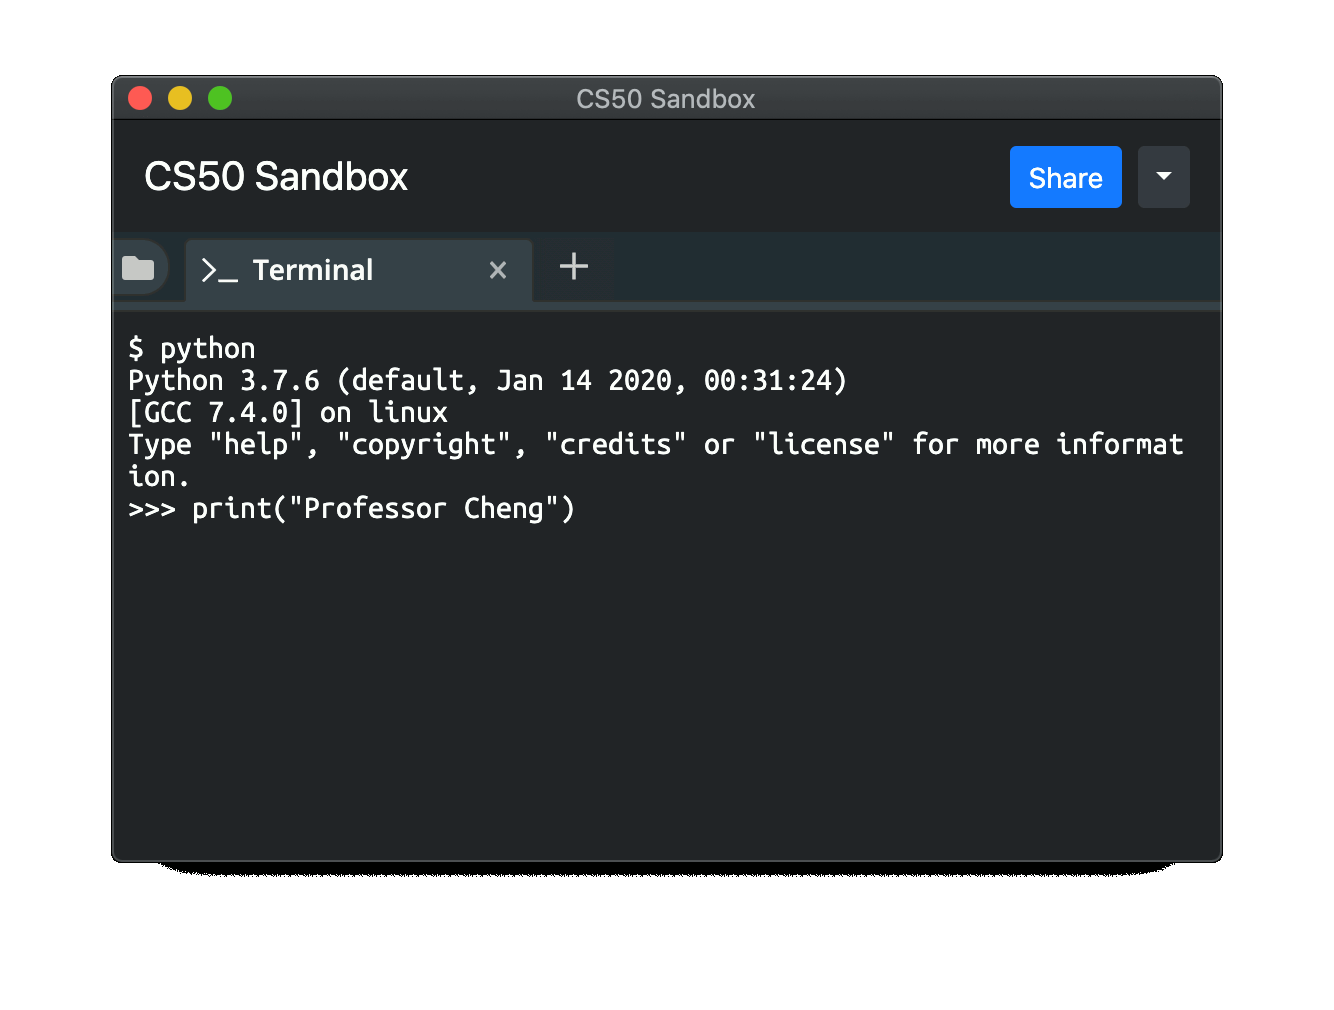 CS50 Sandbox
CS50 Sandbox
Share
>_ Terminal
$ python
Python 3.7.6 (default, Jan 14 2020, 00:31:24)
[GCC 7.4.0] on linux
Type "help", "copyright", "credits" or "license" for more informat
ion.
>>> print("Professor Cheng")